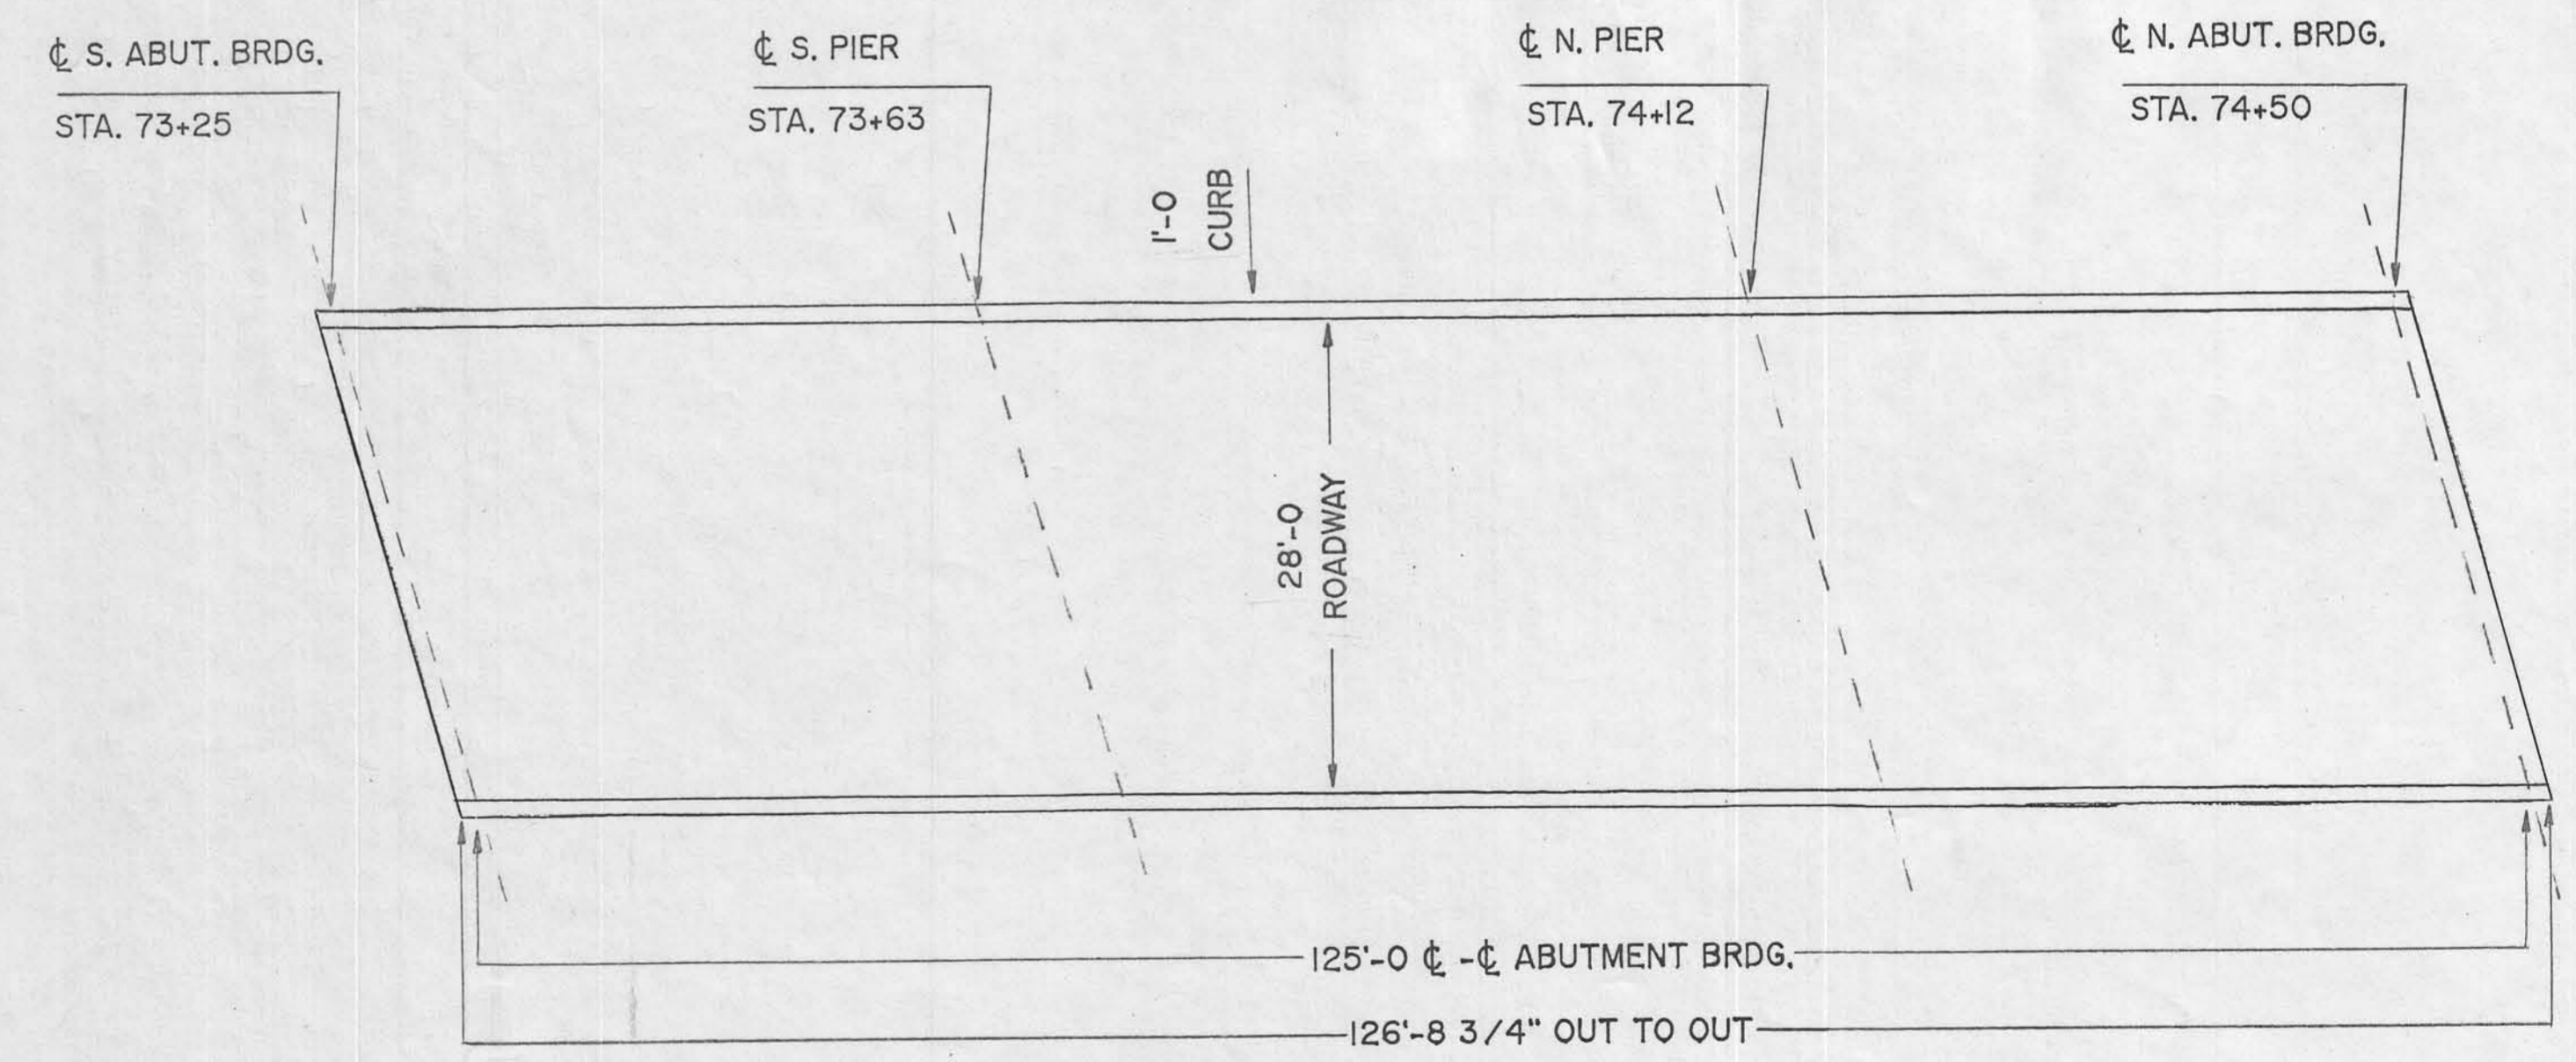 ℄ S. ABUT. BRDG.
STA. 73+25
℄ S. PIER
STA. 73+63
℄ N. PIER
STA. 74+12
℄ N. ABUT. BRDG.
STA. 74+50
1'-0
CURB
28'-0
ROADWAY
125'-0 ℄ -℄ ABUTMENT BRDG.
126'-8 3/4" OUT TO OUT